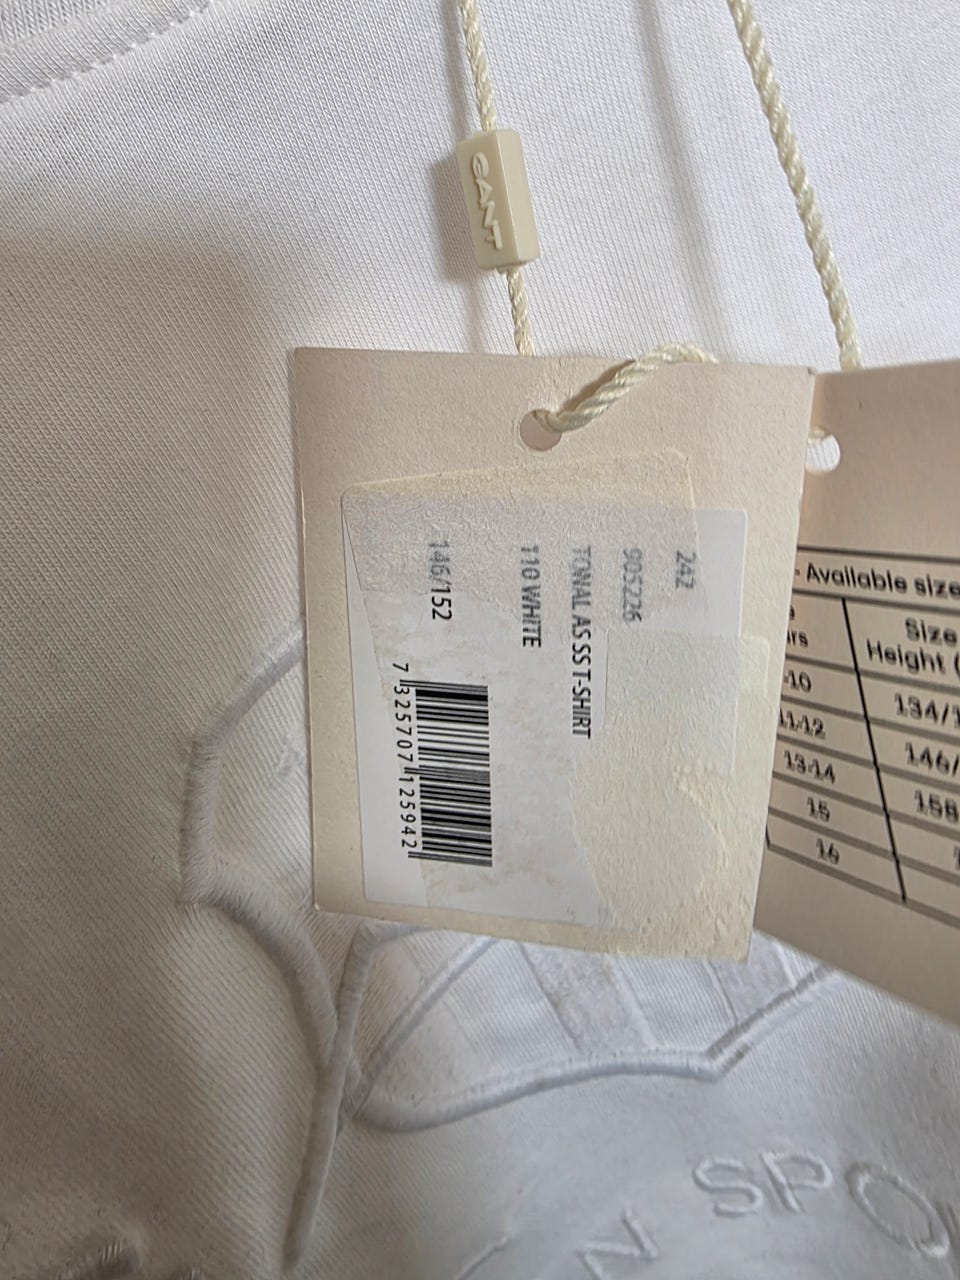 GANT
242
905226
TONAL AS SS T-SHIRT
110 WHITE
146/152
7 325707 125942
- Available size
Size
Height (
-10
134/1
11-12
146/
13-14
158
15
16
N SPO